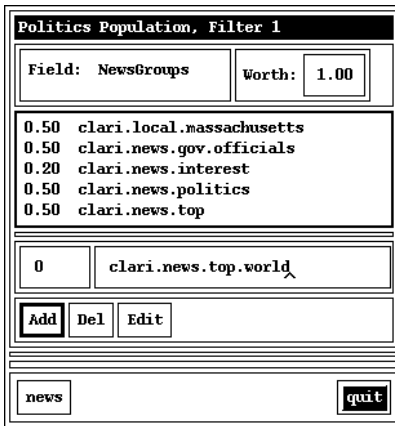 Politics Population, Filter 1
Field: NewsGroups Worth: 1.00
0.50 clari.local.massachusetts
0.50 clari.news.gov.officials
0.20 clari.news.interest
0.50 clari.news.politics
0.50 clari.news.top
0 clari.news.top.world
Add Del Edit
news quit